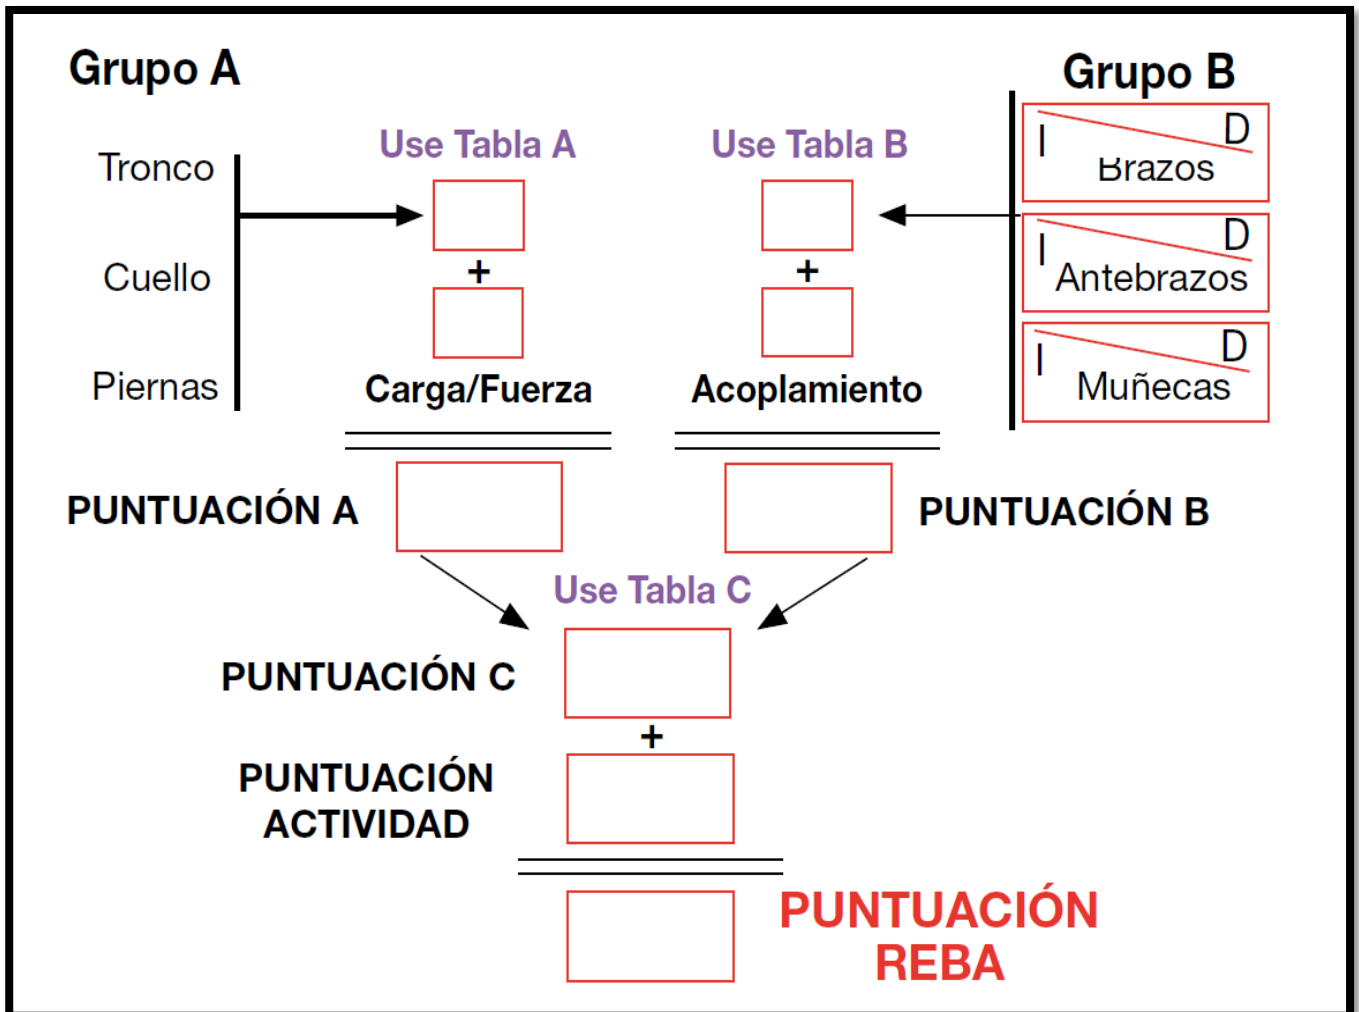 Grupo A
Grupo B
Use Tabla A
Use Tabla B
Tronco
Cuello
Piernas
I D
Brazos
I D
Antebrazos
I D
Muñecas
+
+
Carga/Fuerza
Acoplamiento
PUNTUACIÓN A
PUNTUACIÓN B
Use Tabla C
PUNTUACIÓN C
+
PUNTUACIÓN
ACTIVIDAD
PUNTUACIÓN
REBA